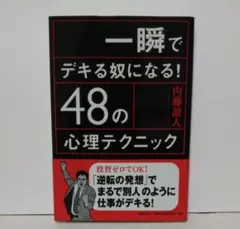 一瞬で
デキる奴になる!
48の
内藤誼人
心理テクニック
投資ゼロでOK!
「逆転の発想」で
まるで別人のように
仕事がデキる!